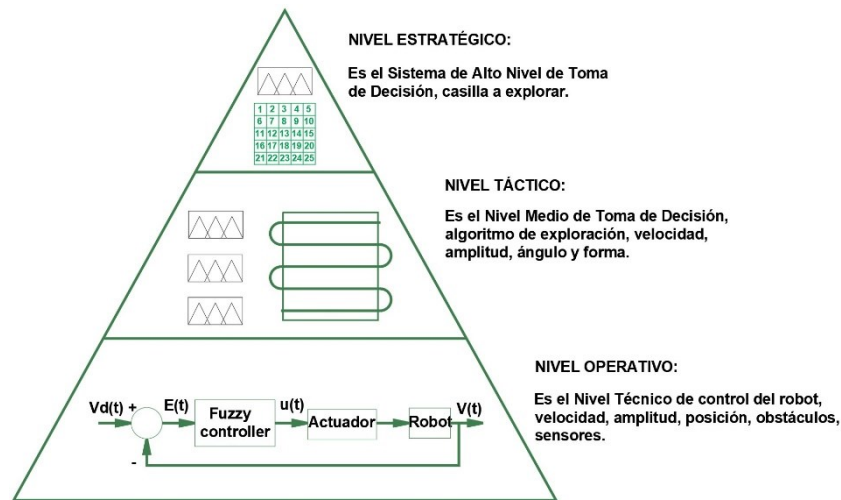 NIVEL ESTRATÉGICO:
Es el Sistema de Alto Nivel de Toma
de Decisión, casilla a explorar.
1 2 3 4 5
6 7 8 9 10
11 12 13 14 15
16 17 18 19 20
21 22 23 24 25
NIVEL TÁCTICO:
Es el Nivel Medio de Toma de Decisión,
algoritmo de exploración, velocidad,
amplitud, ángulo y forma.
NIVEL OPERATIVO:
Es el Nivel Técnico de control del robot,
velocidad, amplitud, posición, obstáculos,
sensores.
Vd(t) + E(t) Fuzzy controller u(t) Actuador Robot V(t)
-